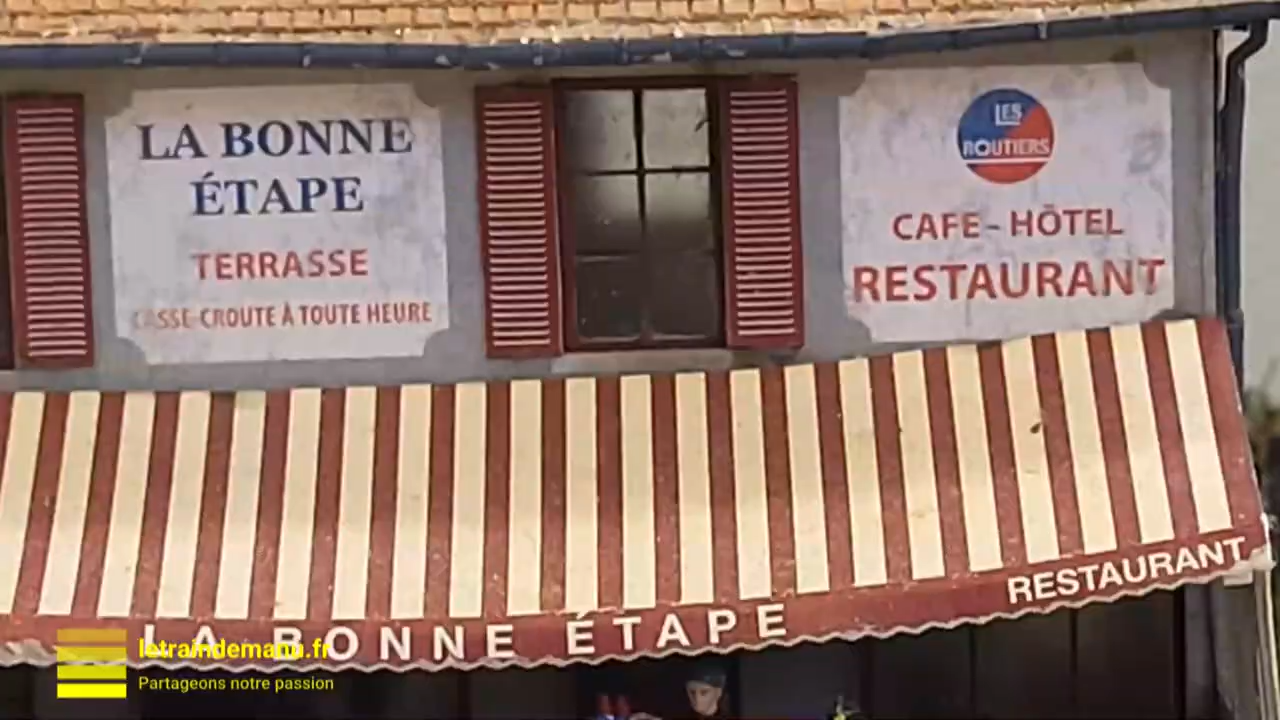 LA BONNE
ÉTAPE
TERRASSE
CASSE-CROUTE À TOUTE HEURE
LES
ROUTIERS
CAFE - HÔTEL
RESTAURANT
LA BONNE ÉTAPE
RESTAURANT
letraindemanu.fr
Partageons notre passion